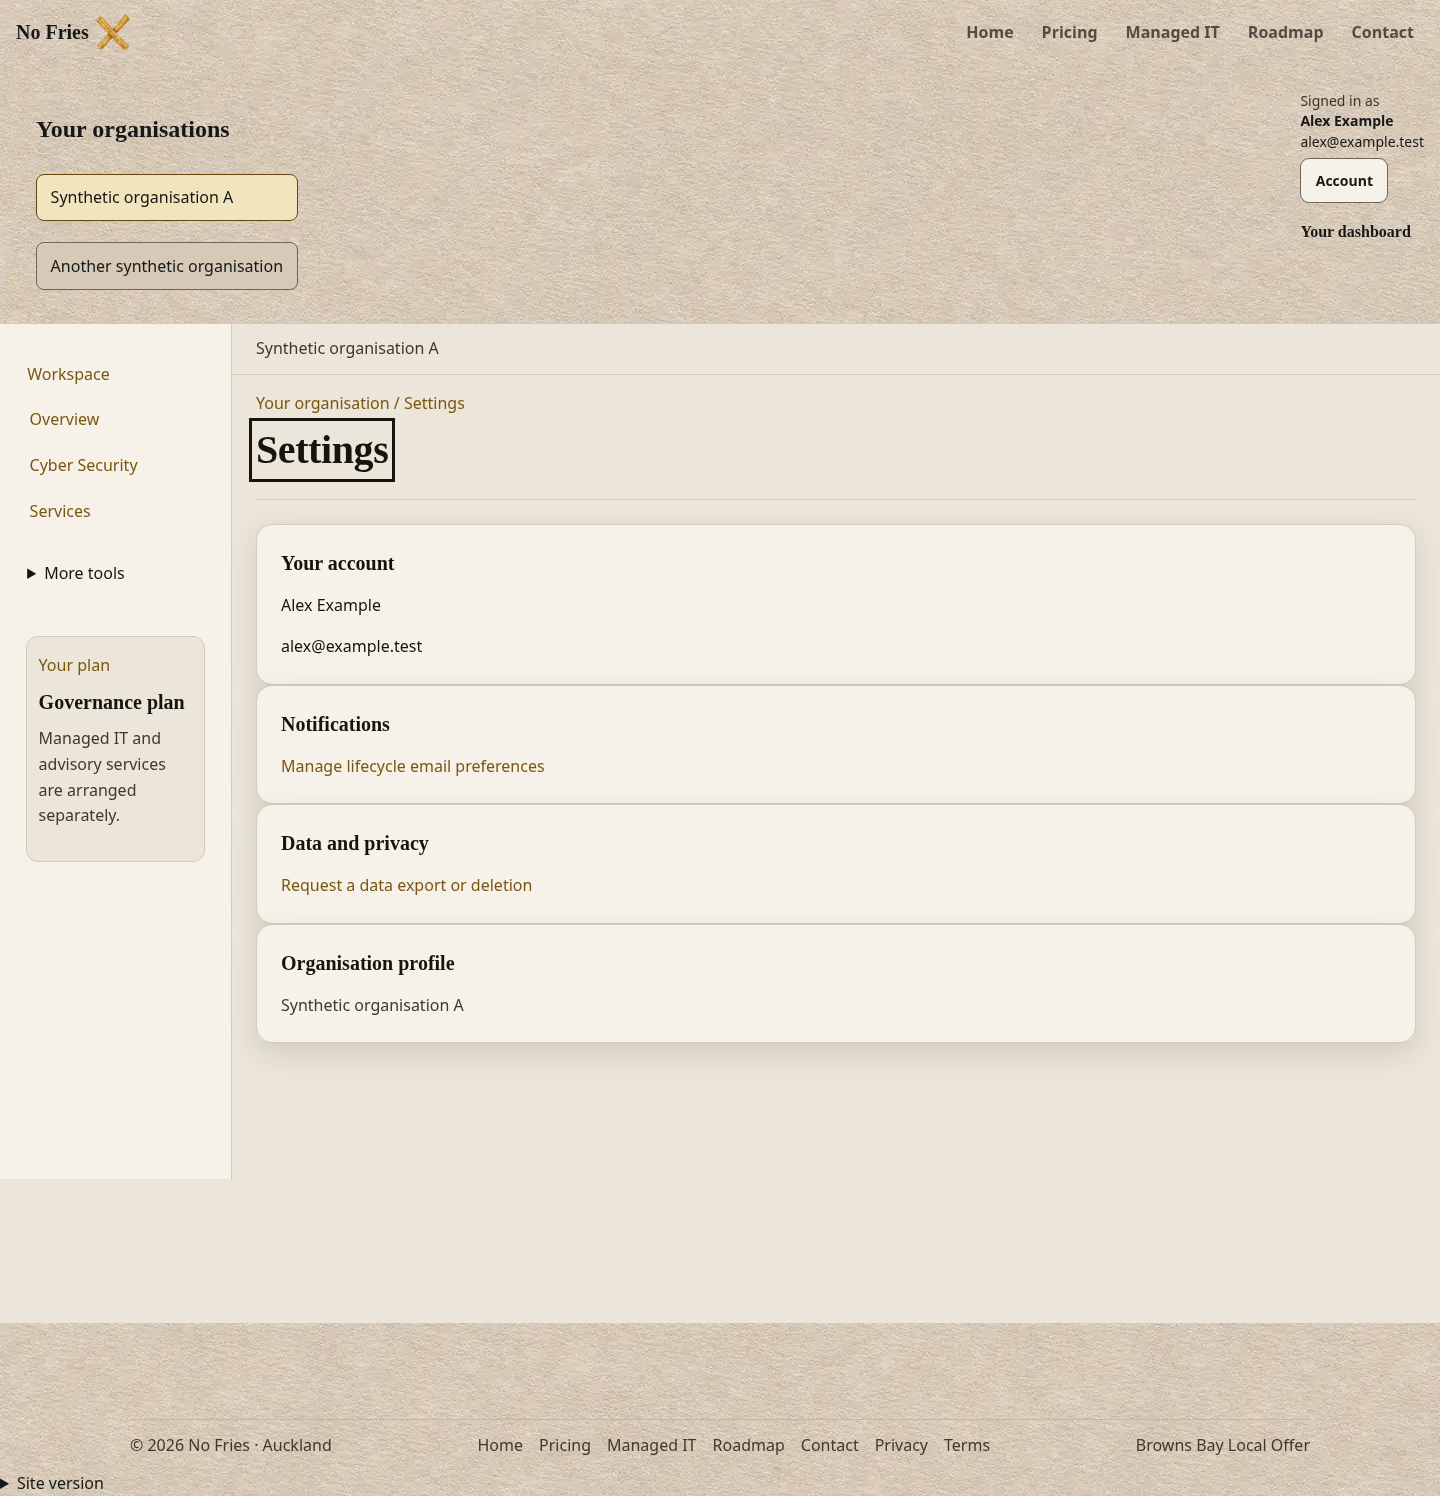 No Fries
Home Pricing Managed IT Roadmap Contact
Your organisations
Synthetic organisation A
Another synthetic organisation
Signed in as
Alex Example
alex@example.test
Account
Your dashboard
Workspace
Overview
Cyber Security
Services
More tools
Your plan
Governance plan
Managed IT and
advisory services
are arranged
separately.
Synthetic organisation A
Your organisation / Settings
Settings
Your account
Alex Example
alex@example.test
Notifications
Manage lifecycle email preferences
Data and privacy
Request a data export or deletion
Organisation profile
Synthetic organisation A
© 2026 No Fries · Auckland
Home Pricing Managed IT Roadmap Contact Privacy Terms
Browns Bay Local Offer
Site version